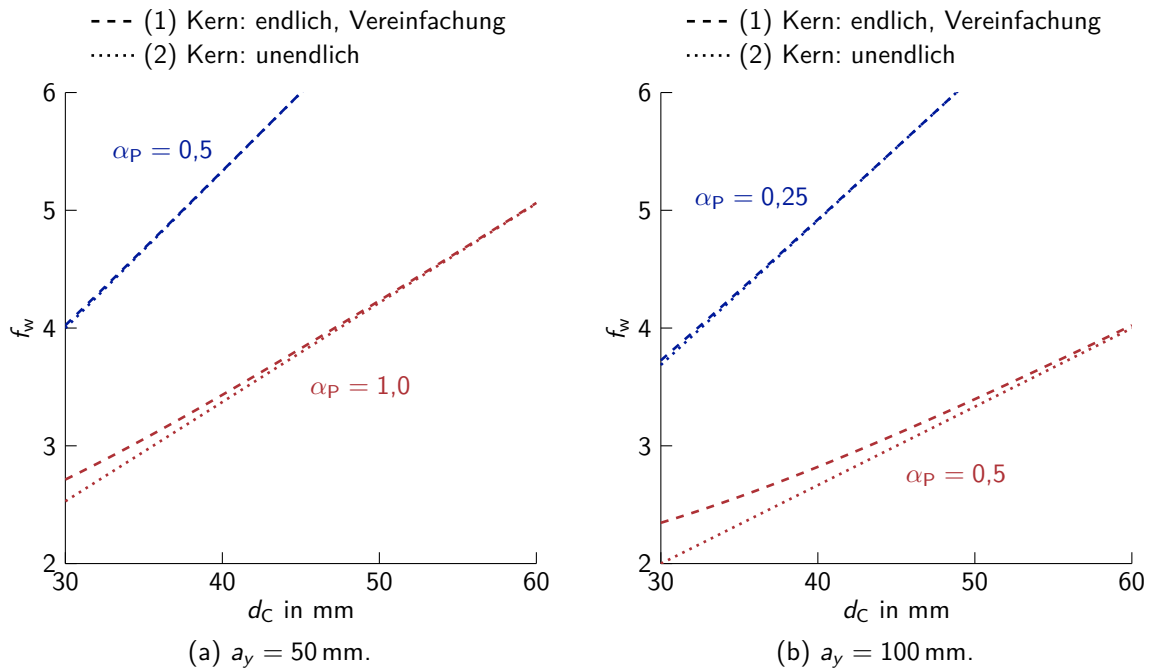 (1) Kern: endlich, Vereinfachung
(2) Kern: unendlich
6
5
4
3
2
f_w
α_P = 0,5
α_P = 1,0
30 40 50 60
d_C in mm
(a) a_y = 50 mm.
(1) Kern: endlich, Vereinfachung
(2) Kern: unendlich
6
5
4
3
2
f_w
α_P = 0,25
α_P = 0,5
30 40 50 60
d_C in mm
(b) a_y = 100 mm.